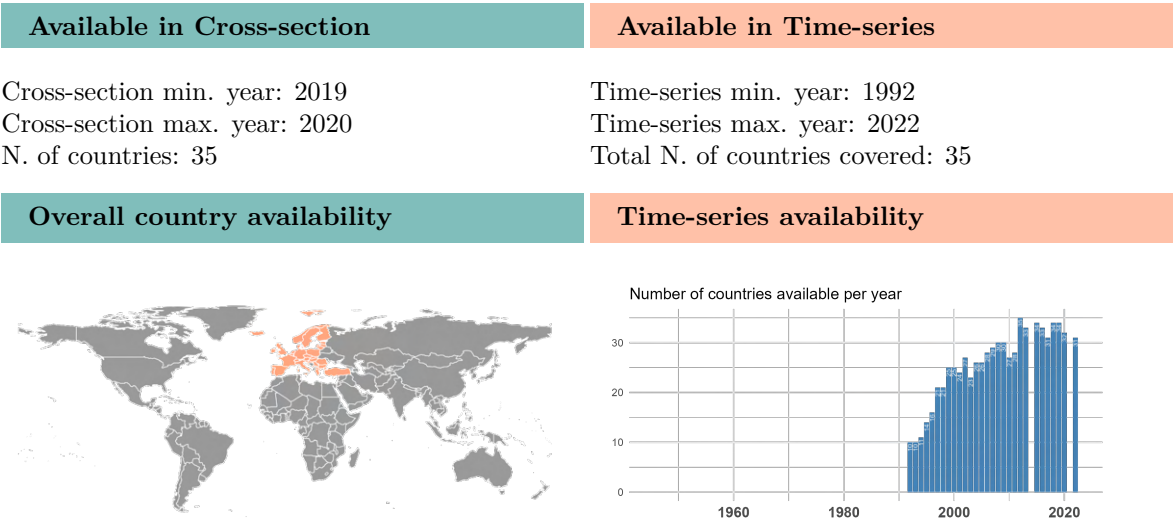 Available in Cross-section
Available in Time-series
Cross-section min. year: 2019
Cross-section max. year: 2020
N. of countries: 35
Time-series min. year: 1992
Time-series max. year: 2022
Total N. of countries covered: 35
Overall country availability
Time-series availability
Number of countries available per year
30
20
10
0
1960
1980
2000
2020